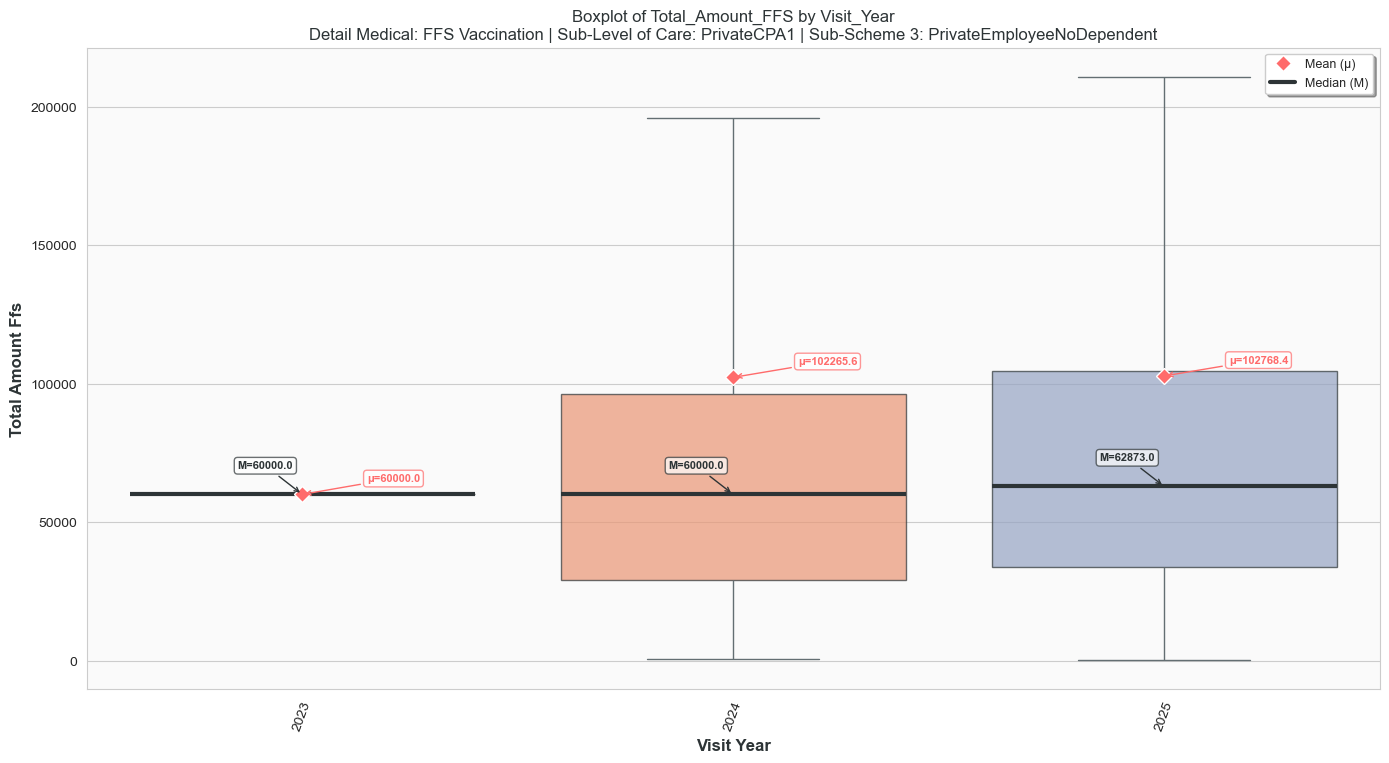 Boxplot of Total_Amount_FFS by Visit_Year
Detail Medical: FFS Vaccination | Sub-Level of Care: PrivateCPA1 | Sub-Scheme 3: PrivateEmployeeNoDependent
Mean (μ)
Median (M)
Total Amount Ffs
200000
150000
100000
50000
0
M=60000.0
μ=60000.0
μ=102265.6
M=60000.0
μ=102768.4
M=62873.0
2023
2024
2025
Visit Year